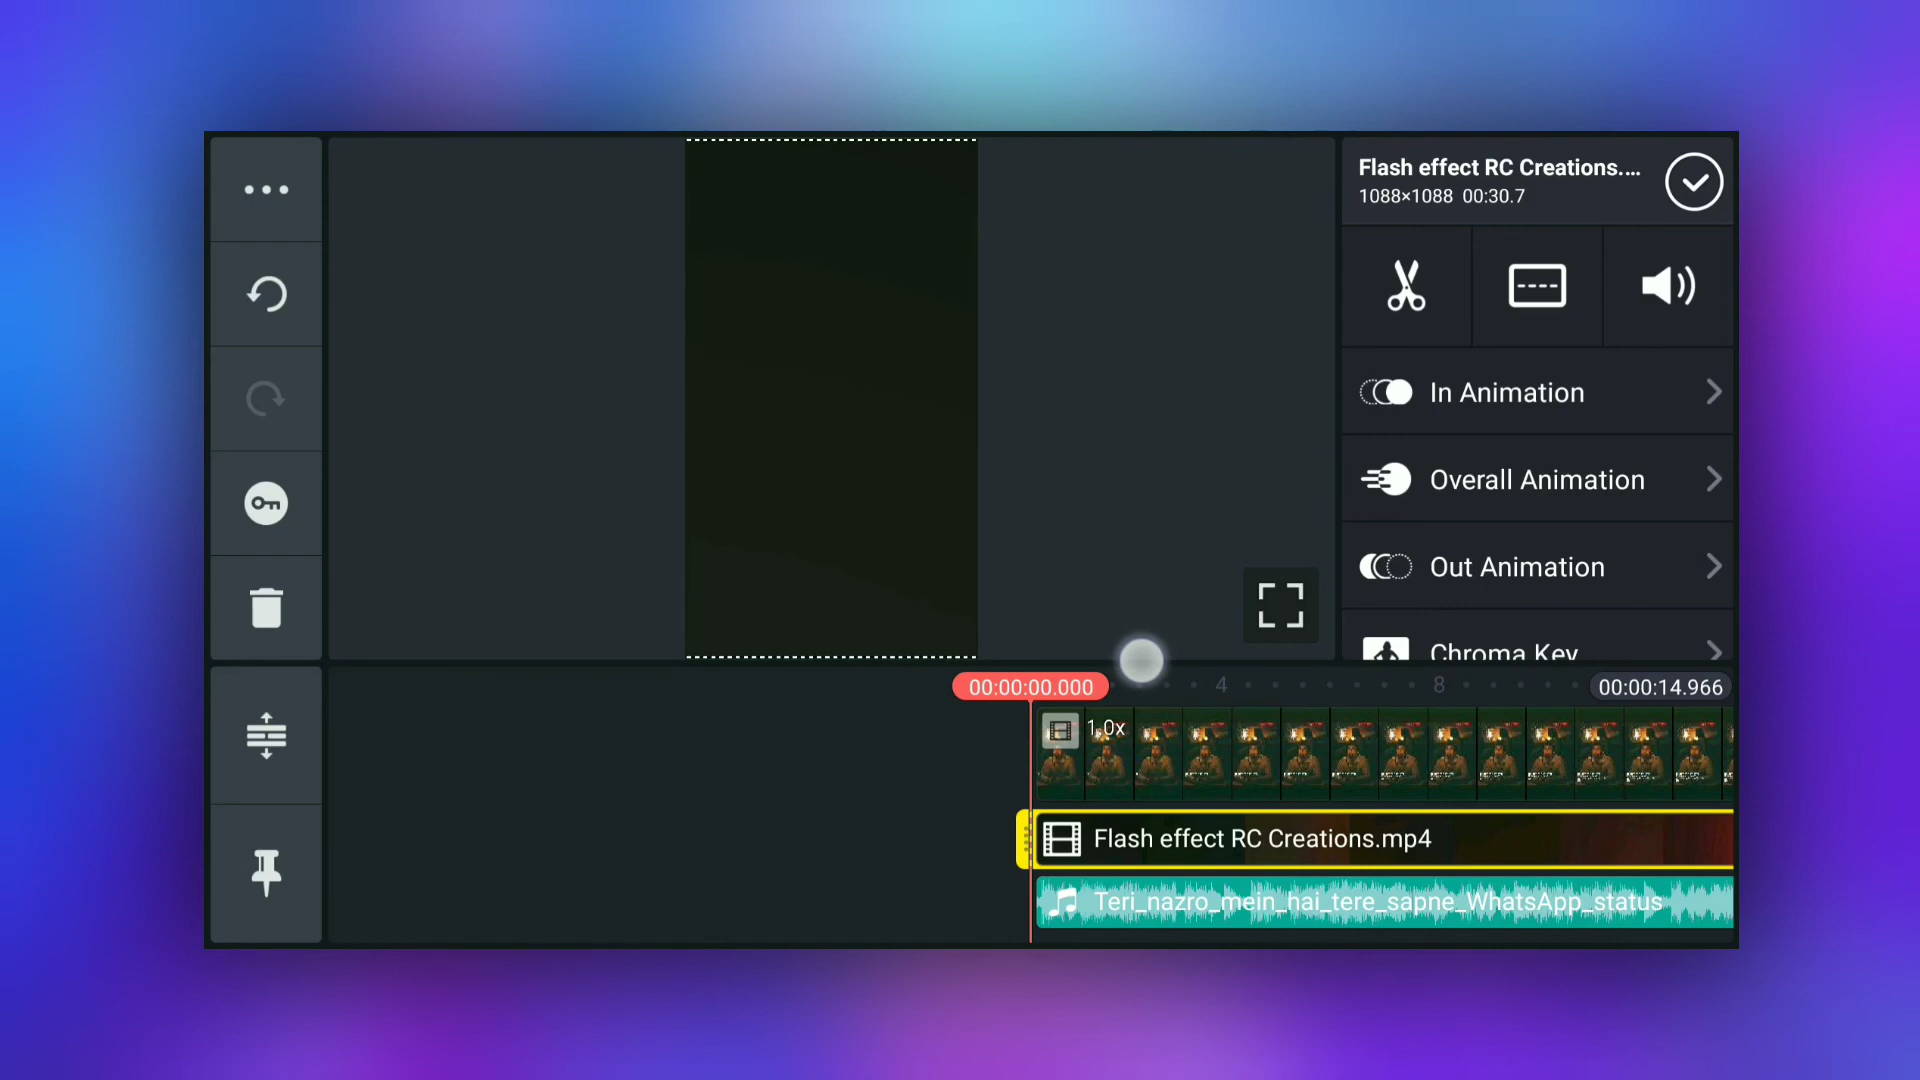 Flash effect RC Creations....
1088×1088 00:30.7
In Animation
Overall Animation
Out Animation
Chroma Key
00:00:00.000
4
8
00:00:14.966
1.0x
Flash effect RC Creations.mp4
Teri_nazro_mein_hai_tere_sapne_WhatsApp_status